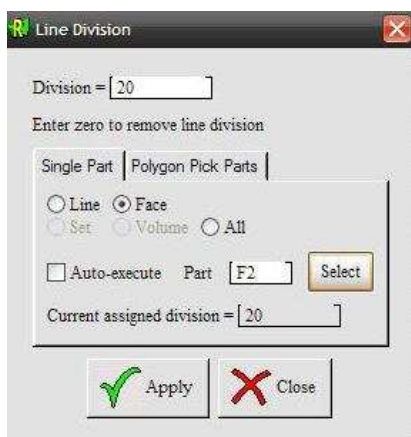 Line Division
Division = 20
Enter zero to remove line division
Single Part Polygon Pick Parts
Line Face
Set Volume All
Auto-execute Part F2 Select
Current assigned division = 20
Apply Close